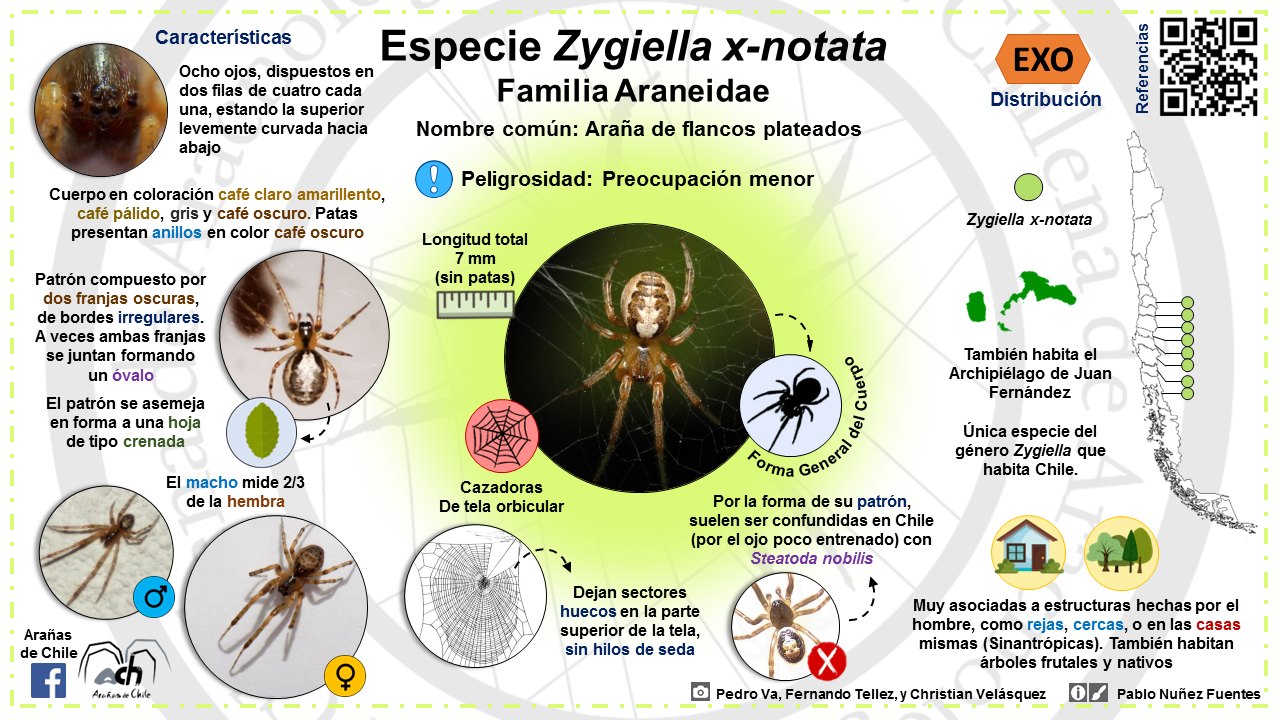 Especie Zygiella x-notata
Familia Araneidae
Nombre común: Araña de flancos plateados
Peligrosidad: Preocupación menor
Características
Ocho ojos, dispuestos en
dos filas de cuatro cada
una, estando la superior
levemente curvada hacia
abajo
Cuerpo en coloración café claro amarillento,
café pálido, gris y café oscuro. Patas
presentan anillos en color café oscuro
Patrón compuesto por
dos franjas oscuras,
de bordes irregulares.
A veces ambas franjas
se juntan formando
un óvalo
El patrón se asemeja
en forma a una hoja
de tipo crenada
El macho mide 2/3
de la hembra
Arañas
de Chile
ach
Arañas de Chile
Longitud total
7 mm
(sin patas)
Forma General del Cuerpo
Cazadoras
De tela orbicular
Dejan sectores
huecos en la parte
superior de la tela,
sin hilos de seda
Por la forma de su patrón,
suelen ser confundidas en Chile
(por el ojo poco entrenado) con
Steatoda nobilis
EXO
Distribución
Referencias
Zygiella x-notata
También habita el
Archipiélago de Juan
Fernández
Única especie del
género Zygiella que
habita Chile.
Muy asociadas a estructuras hechas por el
hombre, como rejas, cercas, o en las casas
mismas (Sinantrópicas). También habitan
árboles frutales y nativos
Pedro Va, Fernando Tellez, y Christian Velásquez
Pablo Nuñez Fuentes